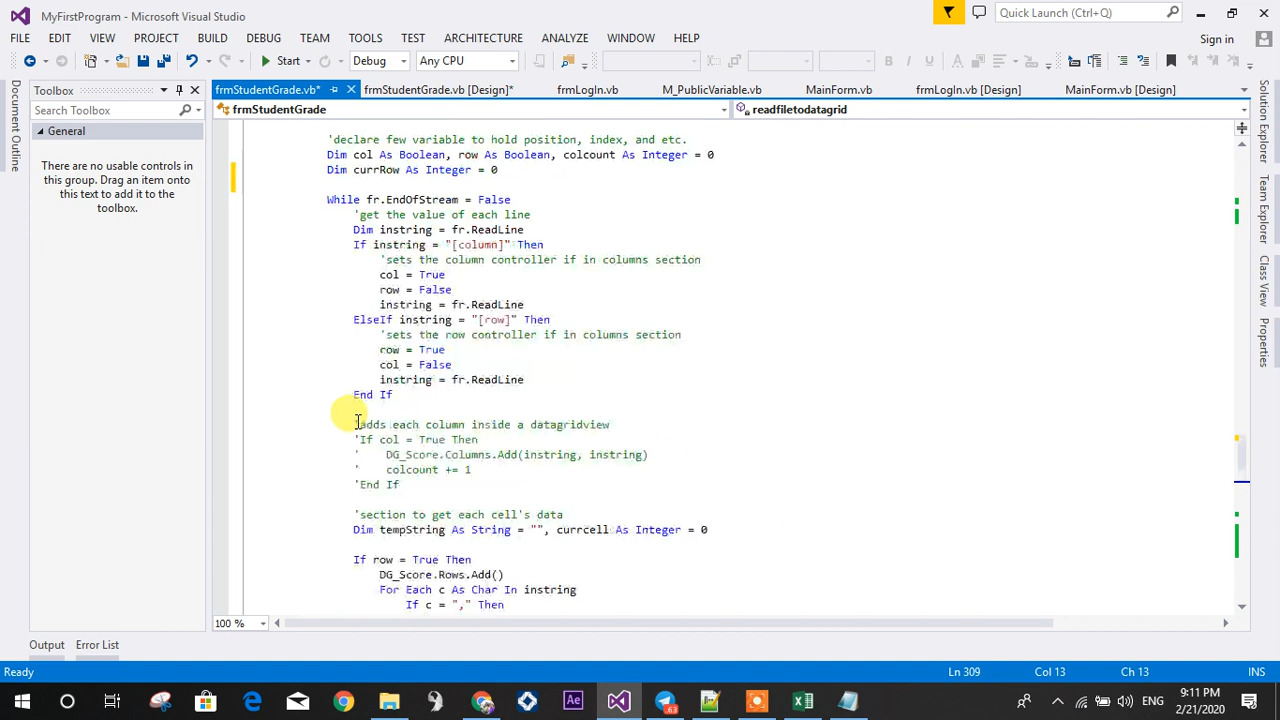 MyFirstProgram - Microsoft Visual Studio
Quick Launch (Ctrl+Q)
FILE EDIT VIEW PROJECT BUILD DEBUG TEAM TOOLS TEST ARCHITECTURE ANALYZE WINDOW HELP
Sign in
Start Debug Any CPU
Document Outline
Toolbox
Search Toolbox
General
There are no usable controls in
this group. Drag an item onto
this text to add it to the
toolbox.
frmStudentGrade.vb* frmStudentGrade.vb [Design]* frmLogIn.vb M_PublicVariable.vb MainForm.vb frmLogIn.vb [Design] MainForm.vb [Design]
frmStudentGrade readfiletodatagrid
'declare few variable to hold position, index, and etc.
Dim col As Boolean, row As Boolean, colcount As Integer = 0
Dim currRow As Integer = 0
While fr.EndOfStream = False
'get the value of each line
Dim instring = fr.ReadLine
If instring = "[column]" Then
'sets the column controller if in columns section
col = True
row = False
instring = fr.ReadLine
ElseIf instring = "[row]" Then
'sets the row controller if in columns section
row = True
col = False
instring = fr.ReadLine
End If
'adds each column inside a datagridview
'If col = True Then
' DG_Score.Columns.Add(instring, instring)
' colcount += 1
'End If
'section to get each cell's data
Dim tempString As String = "", currcell As Integer = 0
If row = True Then
DG_Score.Rows.Add()
For Each c As Char In instring
If c = "," Then
100 %
Solution Explorer
Team Explorer
Class View
Properties
Output Error List
Ready Ln 309 Col 13 Ch 13 INS
Ae
63
ENG
9:11 PM
2/21/2020